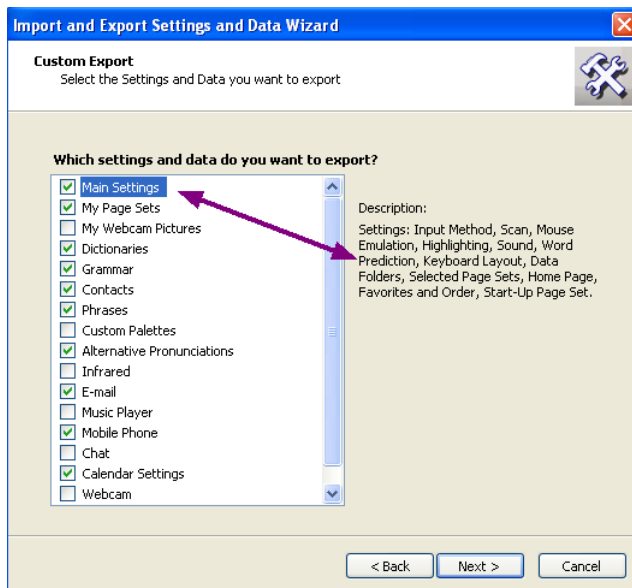 Import and Export Settings and Data Wizard
Custom Export
Select the Settings and Data you want to export
Which settings and data do you want to export?
Main Settings
My Page Sets
My Webcam Pictures
Dictionaries
Grammar
Contacts
Phrases
Custom Palettes
Alternative Pronunciations
Infrared
E-mail
Music Player
Mobile Phone
Chat
Calendar Settings
Webcam
Description:
Settings: Input Method, Scan, Mouse
Emulation, Highlighting, Sound, Word
Prediction, Keyboard Layout, Data
Folders, Selected Page Sets, Home Page,
Favorites and Order, Start-Up Page Set.
< Back
Next >
Cancel